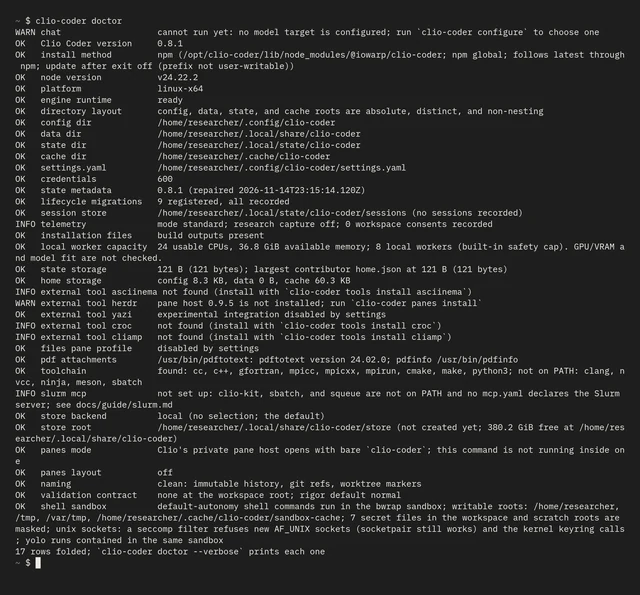 ~ $ clio-coder doctor
WARN chat                   cannot run yet: no model target is configured; run `clio-coder configure` to choose one
OK   Clio Coder version     0.8.1
OK   install method         npm (/opt/clio-coder/lib/node_modules/@iowarp/clio-coder; npm global; follows latest through
 npm; update after exit off (prefix not user-writable))
OK   node version           v24.22.2
OK   platform               linux-x64
OK   engine runtime         ready
OK   directory layout       config, data, state, and cache roots are absolute, distinct, and non-nesting
OK   config dir             /home/researcher/.config/clio-coder
OK   data dir               /home/researcher/.local/share/clio-coder
OK   state dir              /home/researcher/.local/state/clio-coder
OK   cache dir              /home/researcher/.cache/clio-coder
OK   settings.yaml          /home/researcher/.config/clio-coder/settings.yaml
OK   credentials            600
OK   state metadata         0.8.1 (repaired 2026-11-14T23:15:14.120Z)
OK   lifecycle migrations   9 registered, all recorded
OK   session store          /home/researcher/.local/state/clio-coder/sessions (no sessions recorded)
INFO telemetry              mode standard; research capture off; 0 workspace consents recorded
OK   installation files     build outputs present
OK   local worker capacity  24 usable CPUs, 36.8 GiB available memory; 8 local workers (built-in safety cap). GPU/VRAM a
nd model fit are not checked.
OK   state storage          121 B (121 bytes); largest contributor home.json at 121 B (121 bytes)
OK   home storage           config 8.3 KB, data 0 B, cache 60.3 KB
INFO external tool asciinema not found (install with `clio-coder tools install asciinema`)
WARN external tool herdr    pane host 0.9.5 is not installed; run `clio-coder panes install`
OK   external tool yazi     experimental integration disabled by settings
INFO external tool croc     not found (install with `clio-coder tools install croc`)
INFO external tool cliamp   not found (install with `clio-coder tools install cliamp`)
OK   files pane profile     disabled by settings
OK   pdf attachments        /usr/bin/pdftotext: pdftotext version 24.02.0; pdfinfo /usr/bin/pdfinfo
OK   toolchain              found: cc, c++, gfortran, mpicc, mpicxx, mpirun, cmake, make, python3; not on PATH: clang, n
vcc, ninja, meson, sbatch
INFO slurm mcp              not set up: clio-kit, sbatch, and squeue are not on PATH and no mcp.yaml declares the Slurm
server; see docs/guide/slurm.md
OK   store backend          local (no selection; the default)
OK   store root             /home/researcher/.local/share/clio-coder/store (not created yet; 380.2 GiB free at /home/res
earcher/.local/share/clio-coder)
OK   panes mode             Clio's private pane host opens with bare `clio-coder`; this command is not running inside on
e
OK   panes layout           off
OK   naming                 clean: immutable history, git refs, worktree markers
OK   validation contract    none at the workspace root; rigor default normal
OK   shell sandbox          default-autonomy shell commands run in the bwrap sandbox; writable roots: /home/researcher,
/tmp, /var/tmp, /home/researcher/.cache/clio-coder/sandbox-cache; 7 secret files in the workspace and scratch roots are
masked; unix sockets: a seccomp filter refuses new AF_UNIX sockets (socketpair still works) and the kernel keyring calls
; yolo runs contained in the same sandbox
17 rows folded; `clio-coder doctor --verbose` prints each one
~ $